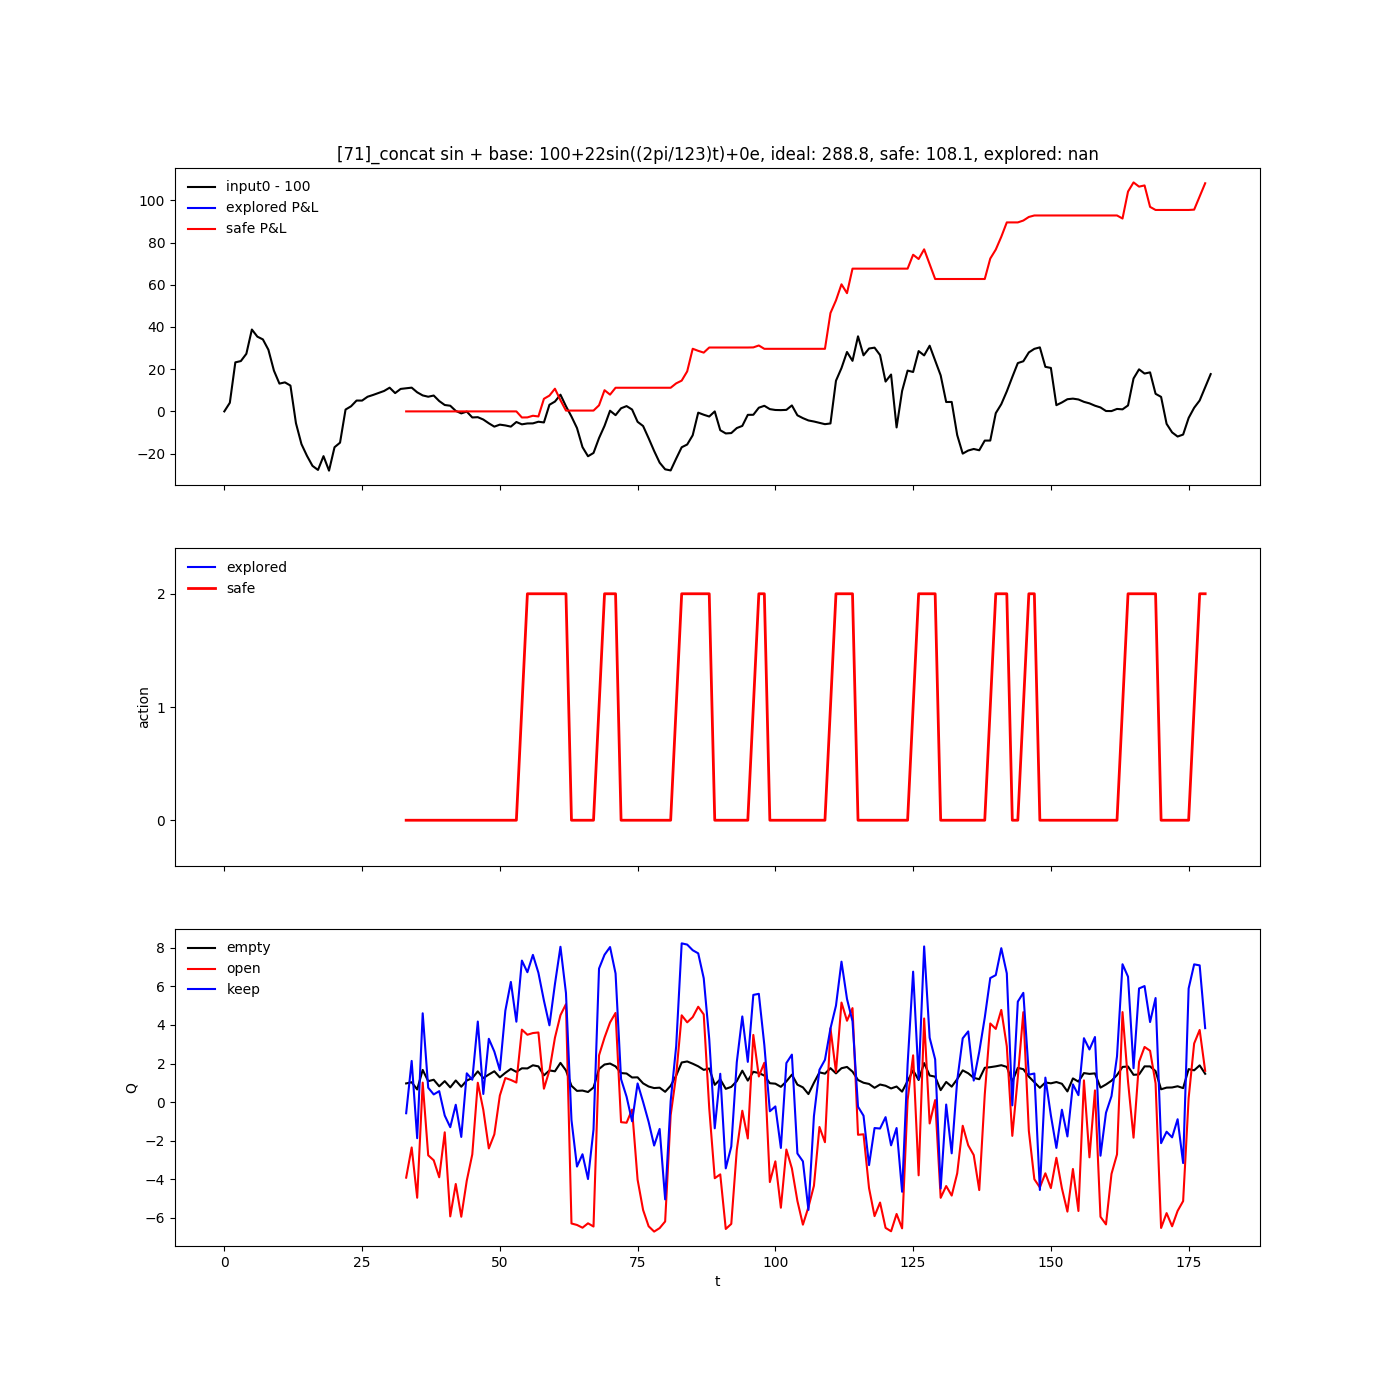 [71]_concat sin + base: 100+22sin((2pi/123)t)+0e, ideal: 288.8, safe: 108.1, explored: nan
input0 - 100
explored P&L
safe P&L
100
80
60
40
20
0
−20
explored
safe
2
1
0
action
empty
open
keep
8
6
4
2
0
−2
−4
−6
Q
0 25 50 75 100 125 150 175
t